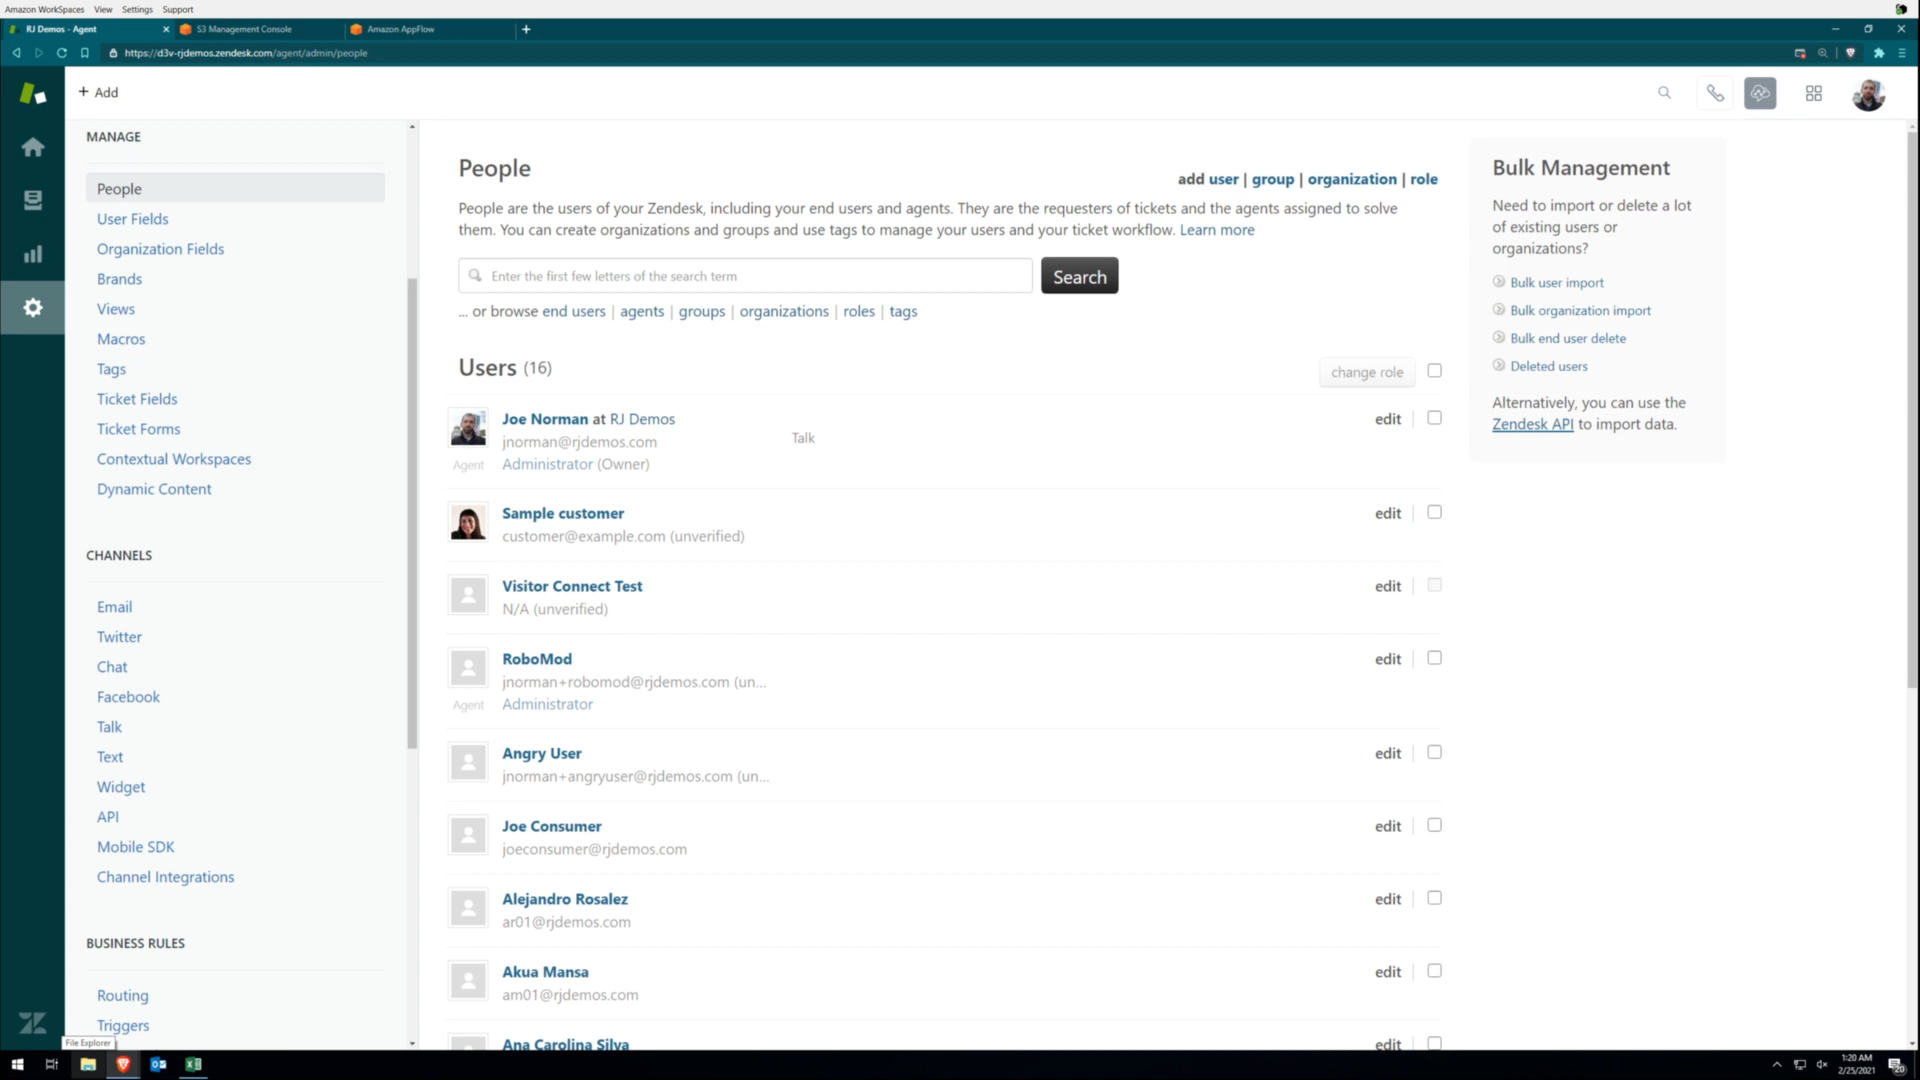 Amazon WorkSpaces View Settings Support
RJ Demos - Agent
S3 Management Console
Amazon AppFlow
https://d3v-rjdemos.zendesk.com/agent/admin/people
+ Add
MANAGE
People
User Fields
Organization Fields
Brands
Views
Macros
Tags
Ticket Fields
Ticket Forms
Contextual Workspaces
Dynamic Content
CHANNELS
Email
Twitter
Chat
Facebook
Talk
Text
Widget
API
Mobile SDK
Channel Integrations
BUSINESS RULES
Routing
Triggers
File Explorer
People
add user | group | organization | role
People are the users of your Zendesk, including your end users and agents. They are the requesters of tickets and the agents assigned to solve
them. You can create organizations and groups and use tags to manage your users and your ticket workflow. Learn more
Enter the first few letters of the search term
Search
... or browse end users | agents | groups | organizations | roles | tags
Users (16)
change role
Joe Norman at RJ Demos
edit
jnorman@rjdemos.com
Talk
Agent
Administrator (Owner)
Sample customer
edit
customer@example.com (unverified)
Visitor Connect Test
edit
N/A (unverified)
RoboMod
edit
jnorman+robomod@rjdemos.com (un...
Agent
Administrator
Angry User
edit
jnorman+angryuser@rjdemos.com (un...
Joe Consumer
edit
joeconsumer@rjdemos.com
Alejandro Rosalez
edit
ar01@rjdemos.com
Akua Mansa
edit
am01@rjdemos.com
Ana Carolina Silva
edit
Bulk Management
Need to import or delete a lot
of existing users or
organizations?
Bulk user import
Bulk organization import
Bulk end user delete
Deleted users
Alternatively, you can use the
Zendesk API to import data.
1:20 AM
2/25/2021
20